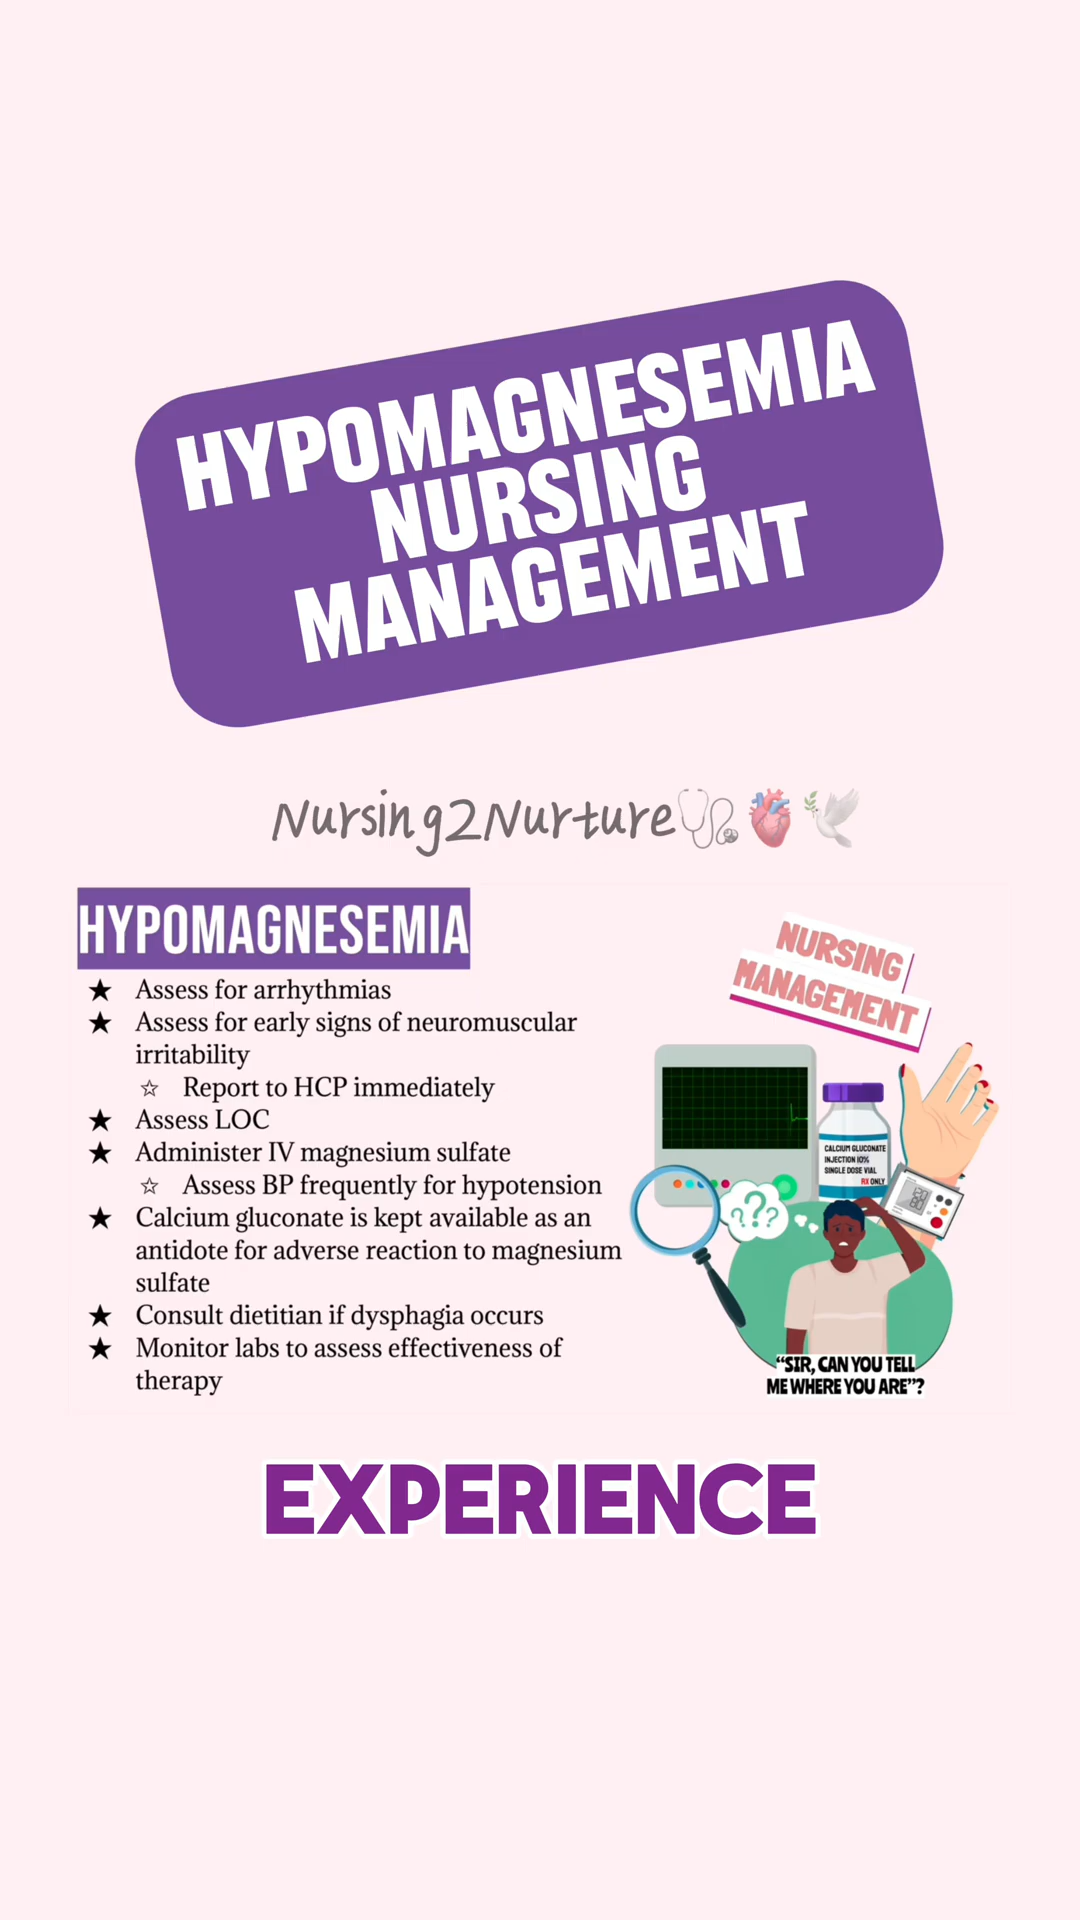 HYPOMAGNESEMIA
NURSING
MANAGEMENT
Nursing2Nurture
HYPOMAGNESEMIA
★ Assess for arrhythmias
★ Assess for early signs of neuromuscular
irritability
☆ Report to HCP immediately
★ Assess LOC
★ Administer IV magnesium sulfate
☆ Assess BP frequently for hypotension
★ Calcium gluconate is kept available as an
antidote for adverse reaction to magnesium
sulfate
★ Consult dietitian if dysphagia occurs
★ Monitor labs to assess effectiveness of
therapy
NURSING
MANAGEMENT
CALCIUM GLUCONATE
INJECTION 10%
SINGLE DOSE VIAL
RX ONLY
???
“SIR, CAN YOU TELL
ME WHERE YOU ARE”?
EXPERIENCE